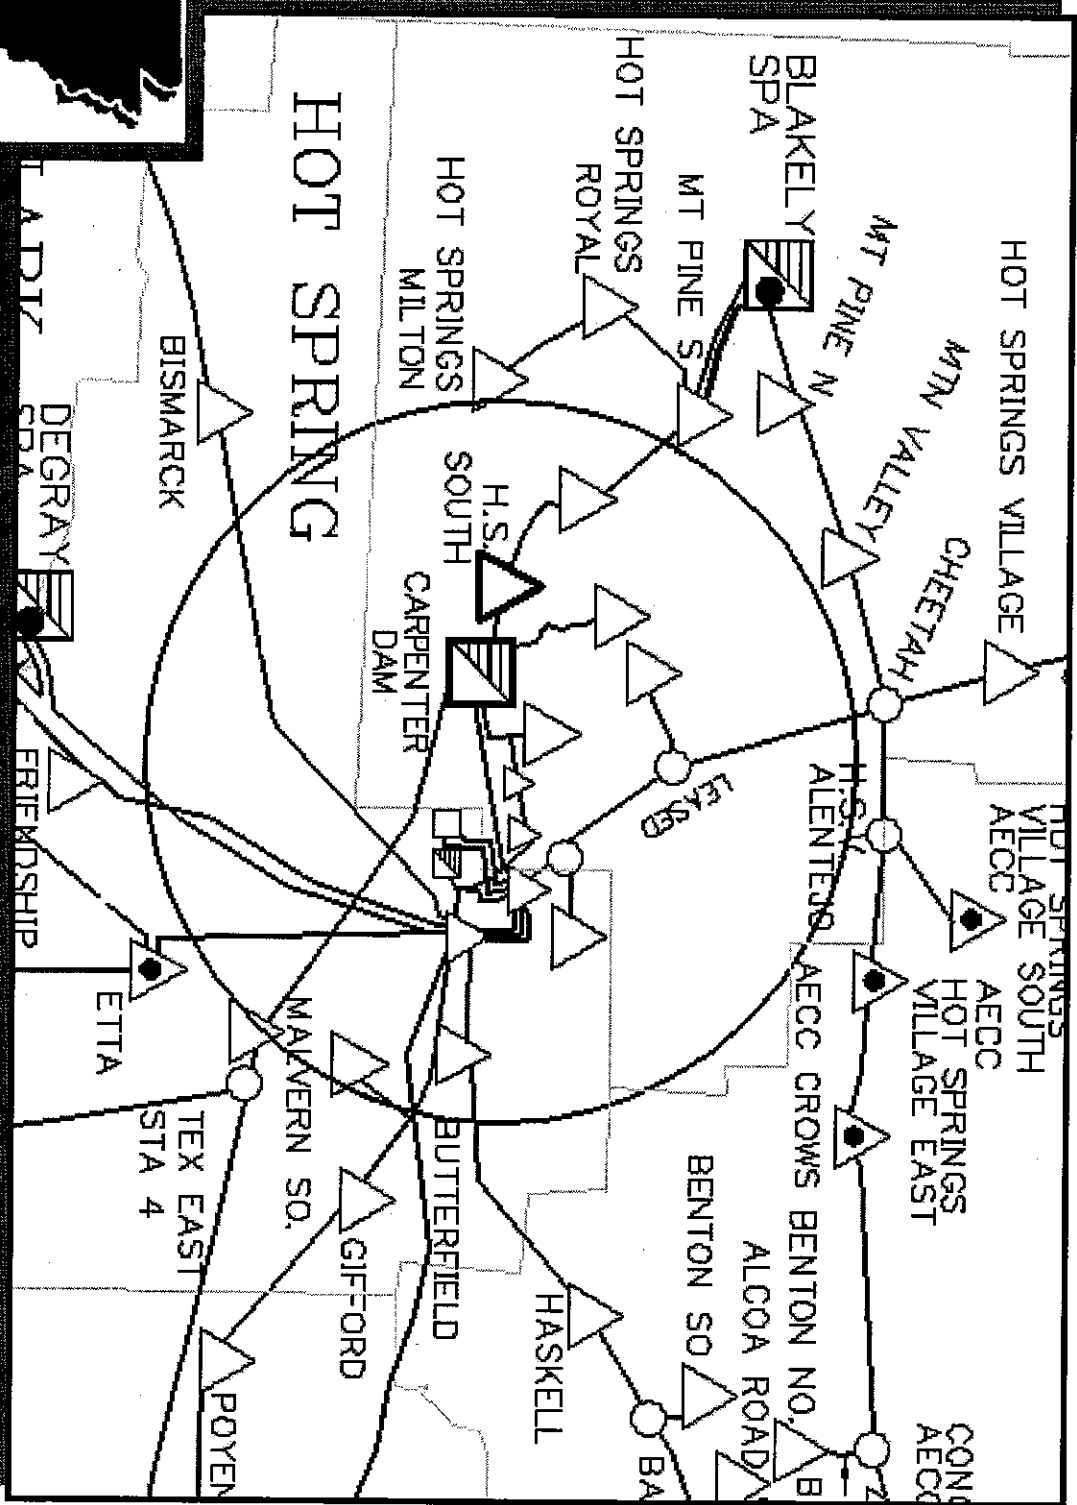 HOT SPRINGS VILLAGE
HOT SPRINGS
VILLAGE SOUTH
AECC
AECC
HOT SPRINGS
VILLAGE EAST
MTN VALLEY
CHEETAH
MT PINE N
BLAKELY
SPA
H.S.
ALENTEJO
AECC CROWS
BENTON NO.
ALCOA ROAD
MT PINE S
LEASED
BENTON SO
HOT SPRINGS
ROYAL
HASKELL
BA
B
HOT SPRINGS
MILTON
H.S.
SOUTH
CARPENTER
DAM
BUTTERFIELD
GIFFORD
HOT SPRING
MALVERN SO.
POYEN
BISMARCK
TEX EAST
STA 4
ETTA
DEGRAY
SPA
FRIENDSHIP
AECC